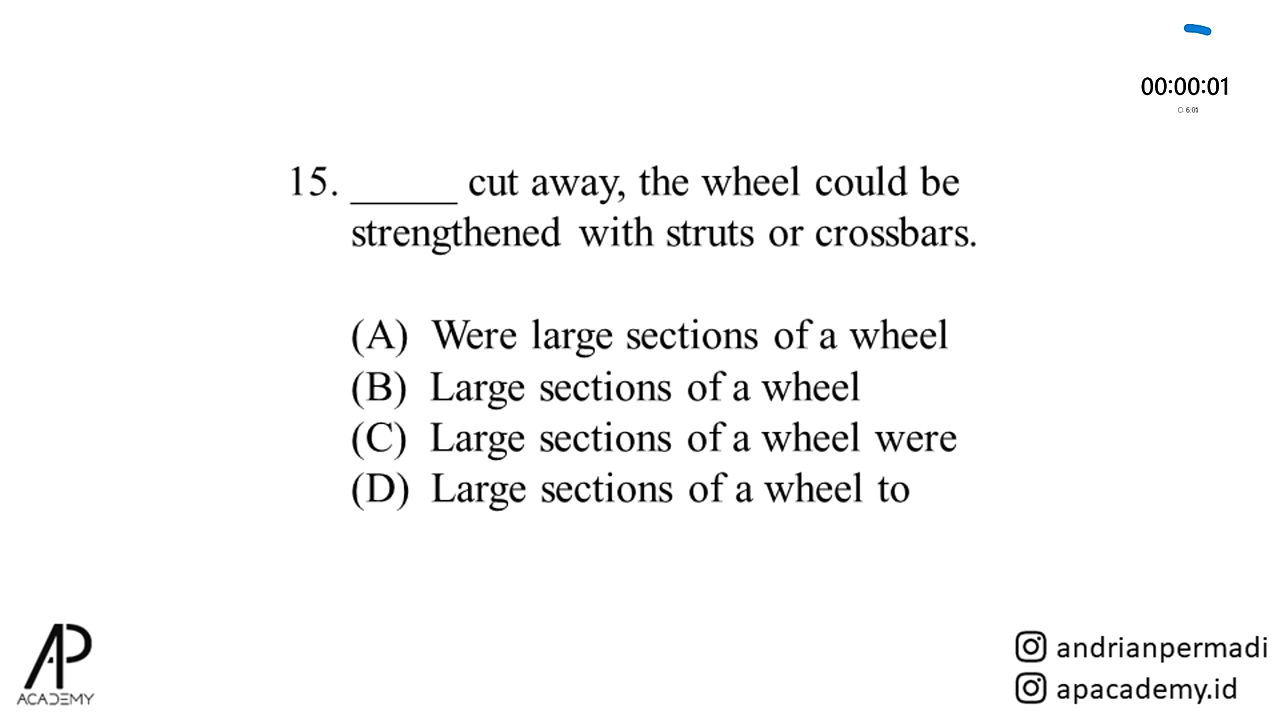 00:00:01
6:01
15. _____ cut away, the wheel could be
strengthened with struts or crossbars.
(A) Were large sections of a wheel
(B) Large sections of a wheel
(C) Large sections of a wheel were
(D) Large sections of a wheel to
AP
ACADEMY
andrianpermadi
apacademy.id